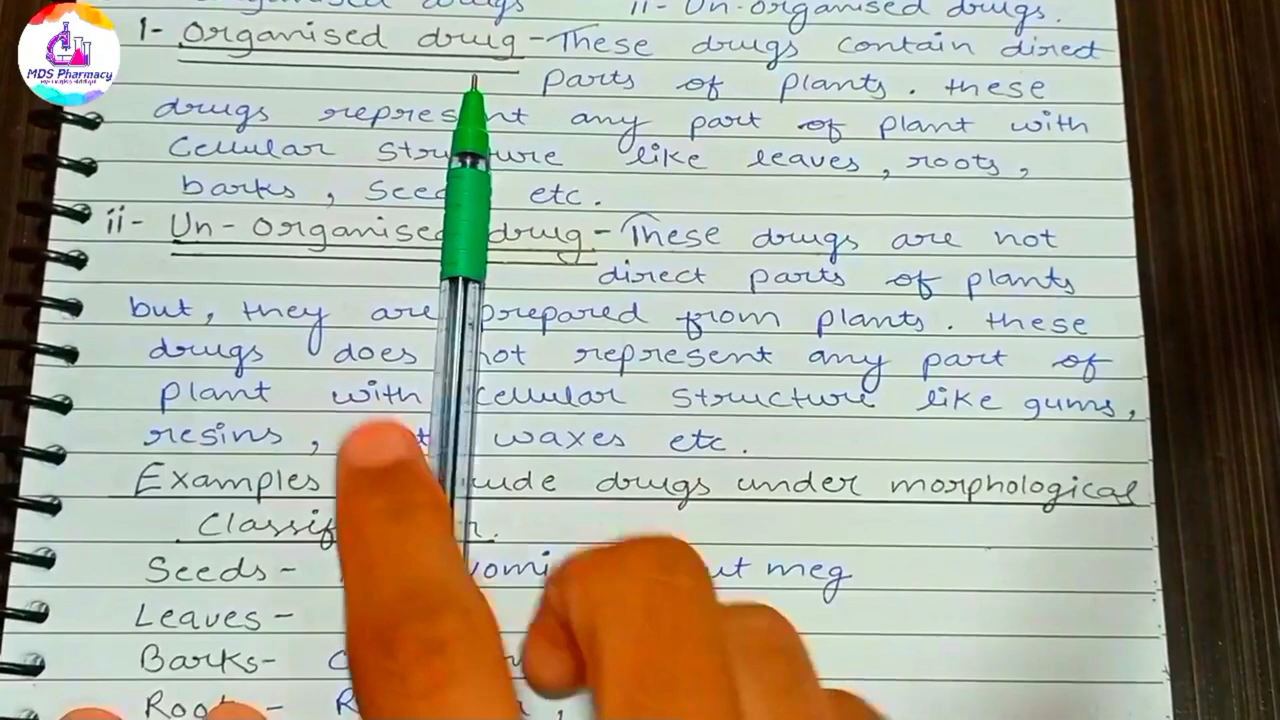 MDS Pharmacy
drugs ii- Un-organised drugs.
i- Organised drug - These drugs contain direct
parts of plants. these
drugs represent any part of plant with
cellular structure like leaves, roots,
barks, seeds etc.
ii- Un-organised drug - These drugs are not
direct parts of plants
but, they are prepared from plants. these
drugs does not represent any part of
plant with cellular structure like gums,
resins, waxes etc.
Examples drugs under morphological
Seeds- meg
Leaves-
Barks-